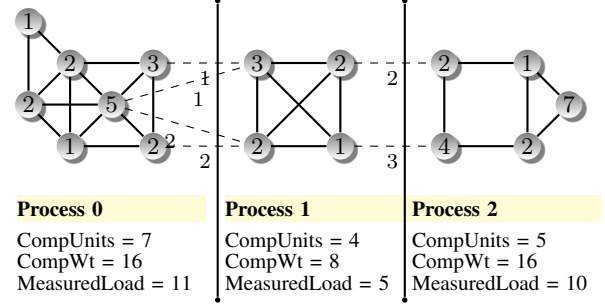 1
2 3 3 2 2 1
1
2 5 1 7
2
1 2 2 1 4 2
2 2 3
Process 0 Process 1 Process 2
CompUnits = 7 CompUnits = 4 CompUnits = 5
CompWt = 16 CompWt = 8 CompWt = 16
MeasuredLoad = 11 MeasuredLoad = 5 MeasuredLoad = 10